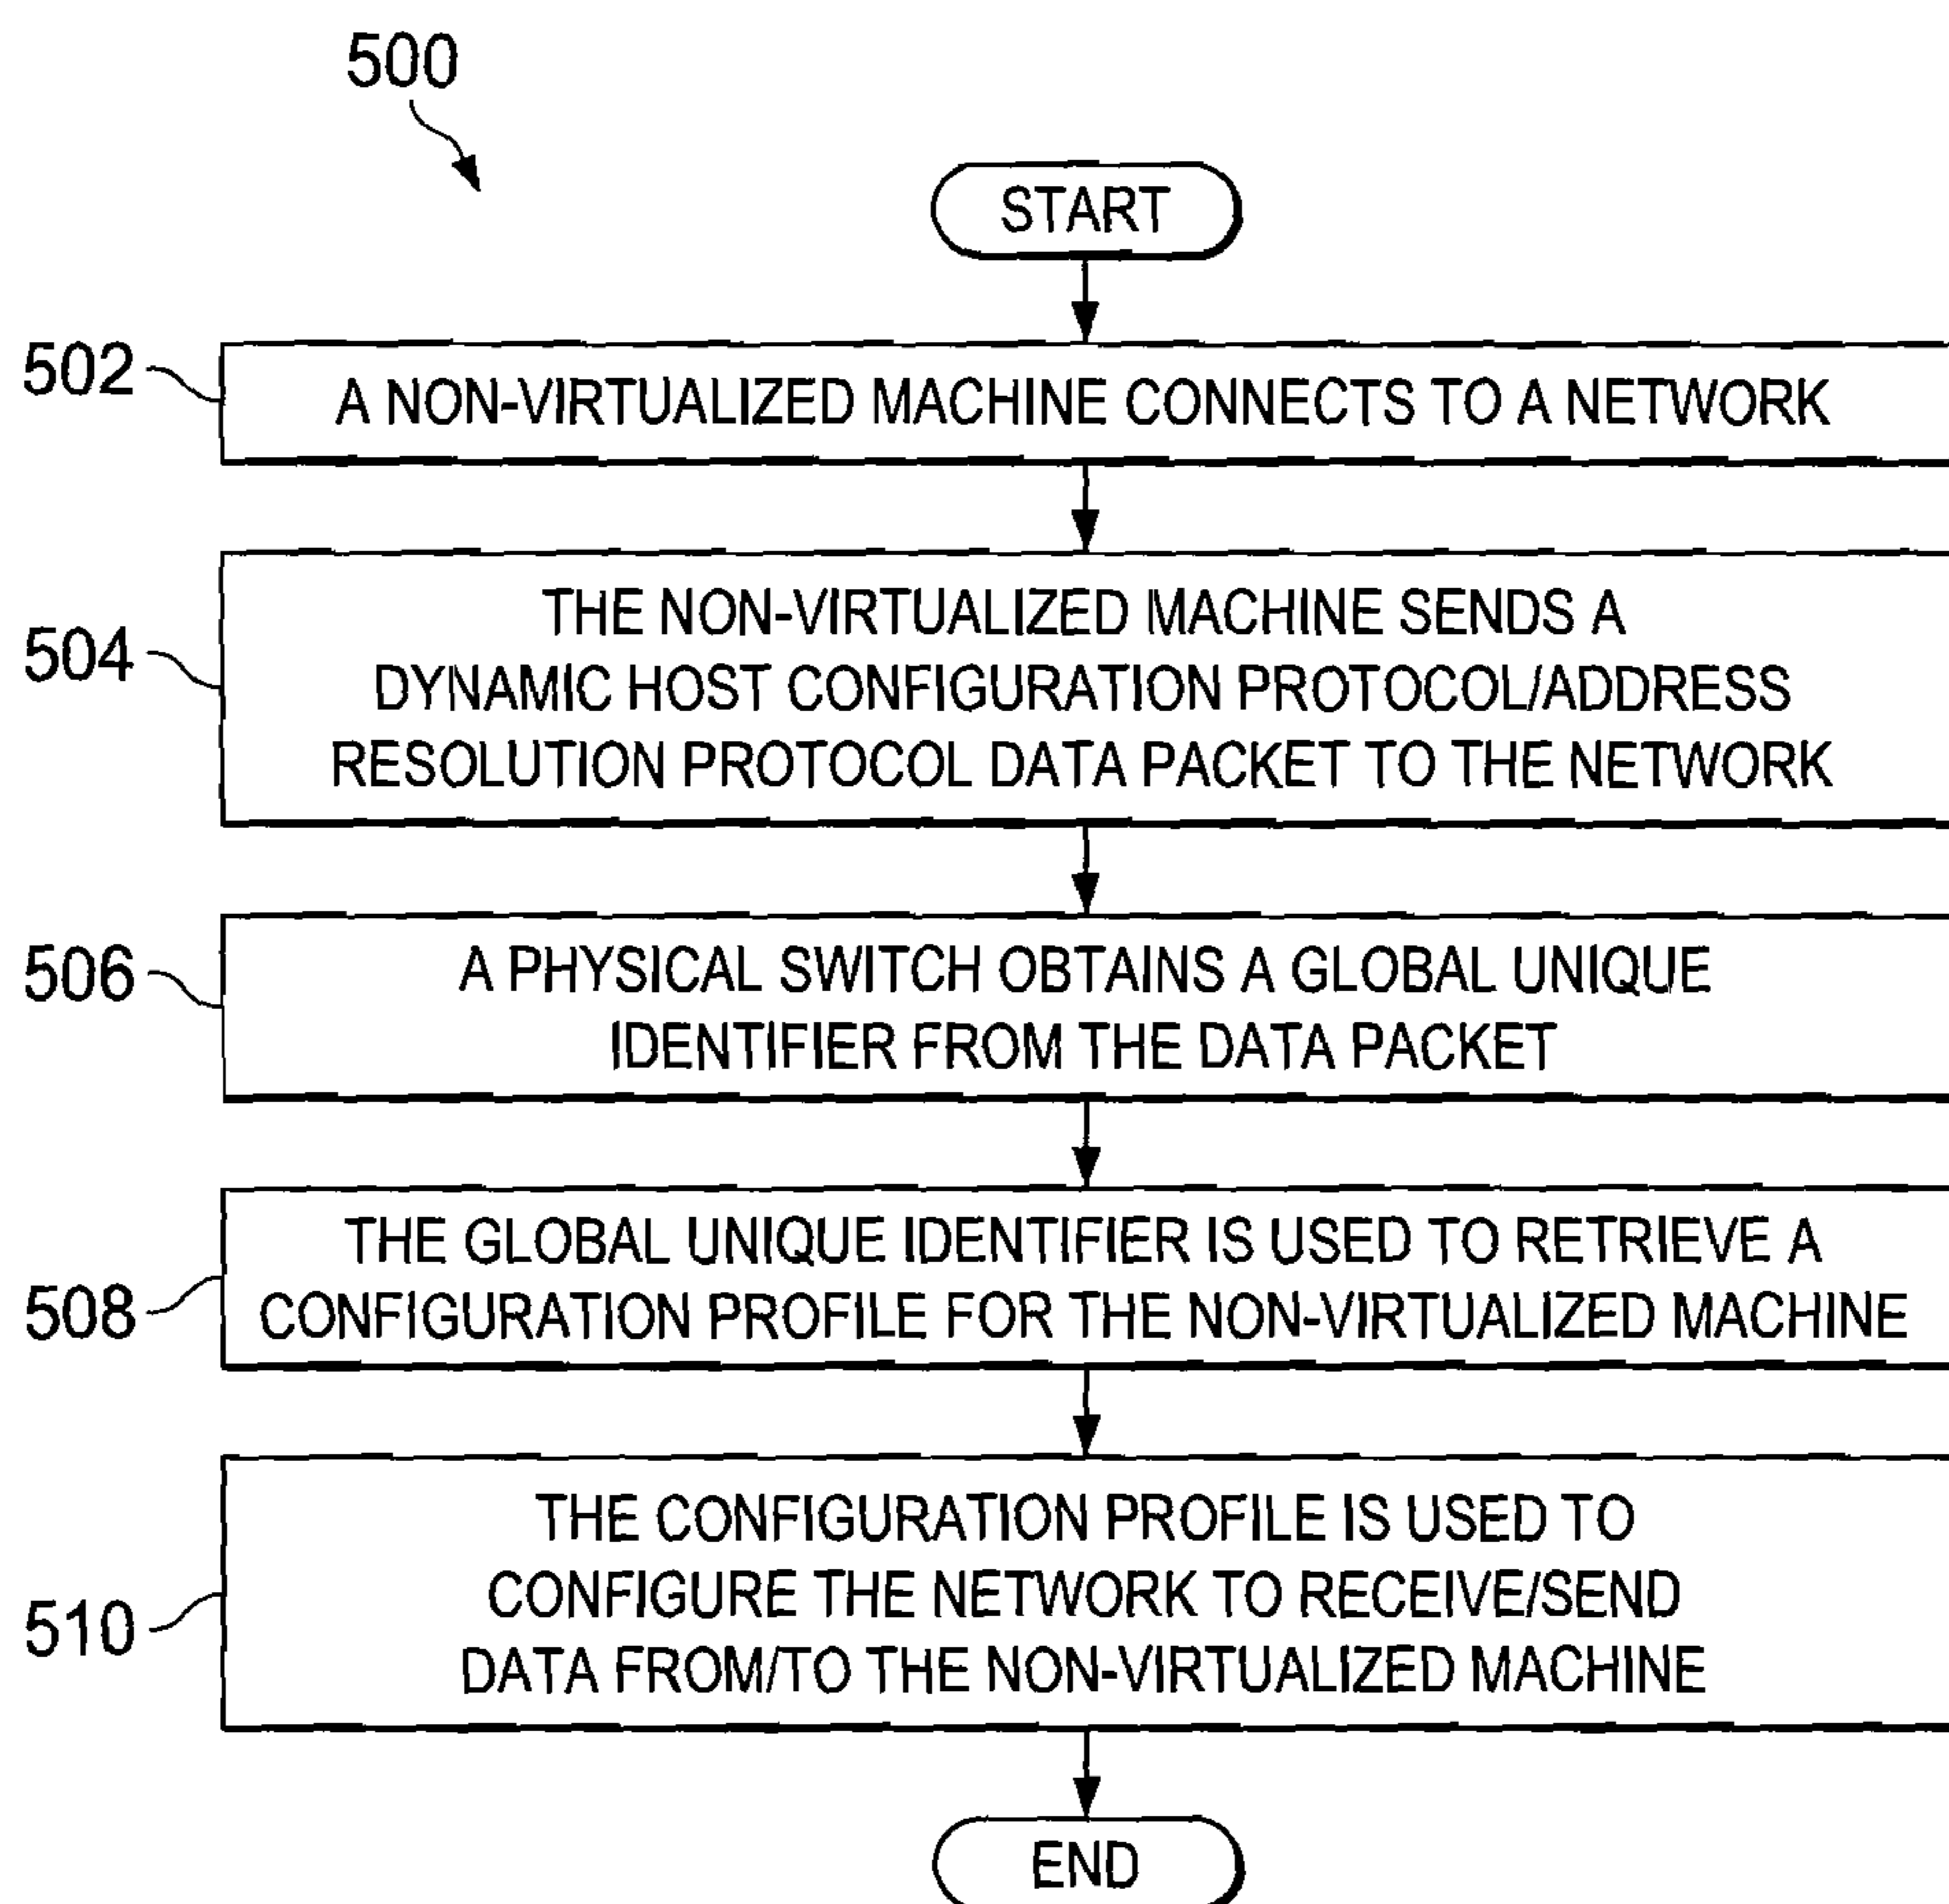 500
START
502
A NON-VIRTUALIZED MACHINE CONNECTS TO A NETWORK
504
THE NON-VIRTUALIZED MACHINE SENDS A
DYNAMIC HOST CONFIGURATION PROTOCOL/ADDRESS
RESOLUTION PROTOCOL DATA PACKET TO THE NETWORK
506
A PHYSICAL SWITCH OBTAINS A GLOBAL UNIQUE
IDENTIFIER FROM THE DATA PACKET
508
THE GLOBAL UNIQUE IDENTIFIER IS USED TO RETRIEVE A
CONFIGURATION PROFILE FOR THE NON-VIRTUALIZED MACHINE
510
THE CONFIGURATION PROFILE IS USED TO
CONFIGURE THE NETWORK TO RECEIVE/SEND
DATA FROM/TO THE NON-VIRTUALIZED MACHINE
END